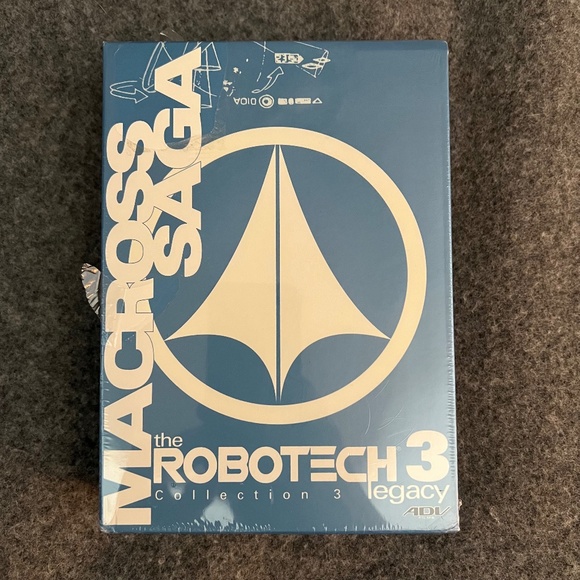 MACROSS
SAGA
the
ROBOTECH 3
Collection 3 legacy
ADV